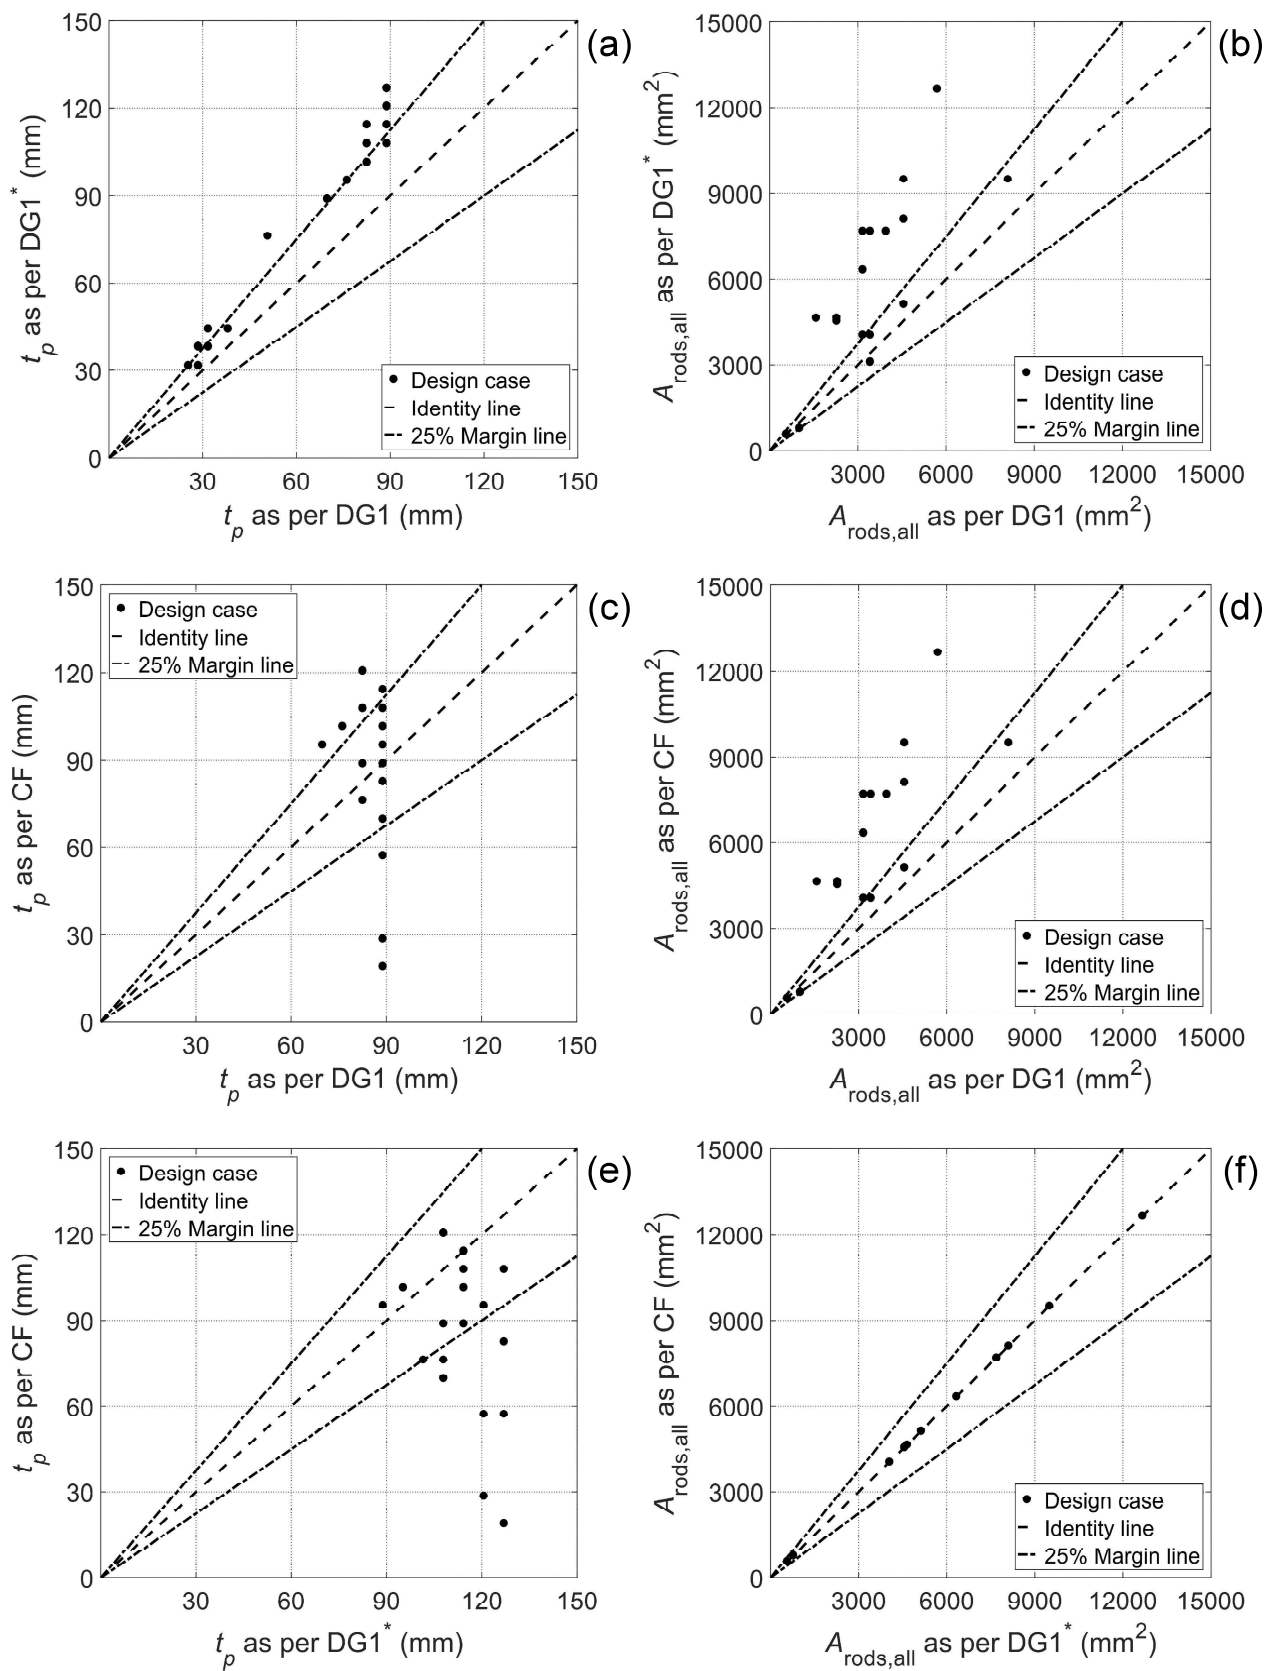 (a)
150
120
90
60
30
0
30 60 90 120 150
t_p as per DG1* (mm)
t_p as per DG1 (mm)
Design case
Identity line
25% Margin line
(b)
15000
12000
9000
6000
3000
0
3000 6000 9000 12000 15000
A_rods,all as per DG1* (mm²)
A_rods,all as per DG1 (mm²)
Design case
Identity line
25% Margin line
(c)
150
120
90
60
30
0
30 60 90 120 150
t_p as per CF (mm)
t_p as per DG1 (mm)
Design case
Identity line
25% Margin line
(d)
15000
12000
9000
6000
3000
0
3000 6000 9000 12000 15000
A_rods,all as per CF (mm²)
A_rods,all as per DG1 (mm²)
Design case
Identity line
25% Margin line
(e)
150
120
90
60
30
0
30 60 90 120 150
t_p as per CF (mm)
t_p as per DG1* (mm)
Design case
Identity line
25% Margin line
(f)
15000
12000
9000
6000
3000
0
3000 6000 9000 12000 15000
A_rods,all as per CF (mm²)
A_rods,all as per DG1* (mm²)
Design case
Identity line
25% Margin line